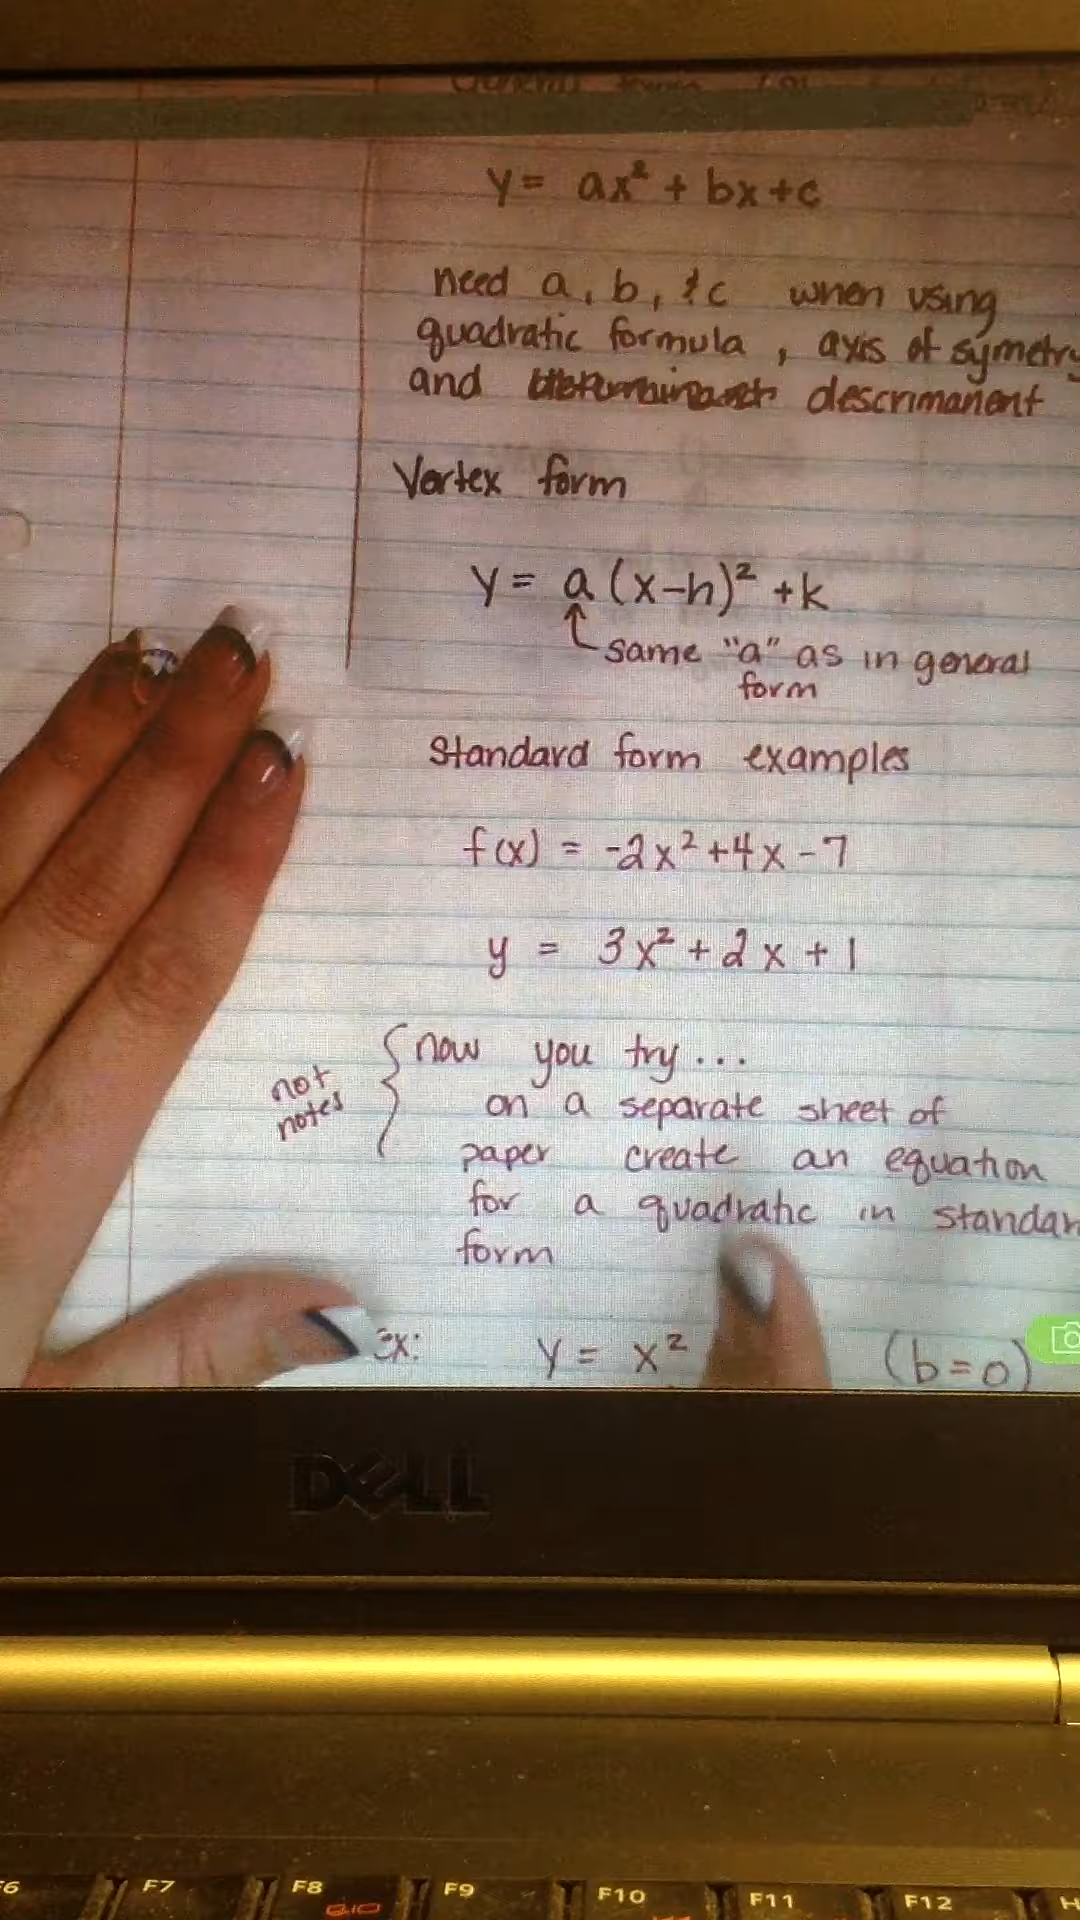 y = ax² + bx + c
need a, b, & c when using
quadratic formula, axis of symetry
and descrimanent
Vertex form
y = a (x-h)² + k
same "a" as in general
form
Standard form examples
f(x) = -2x² + 4x - 7
y = 3x² + 2x + 1
now you try...
not
notes
on a separate sheet of
paper create an equation
for a quadratic in standar
form
Ex: y = x² (b=0)
DELL
F7 F8 F9 F10 F11 F12